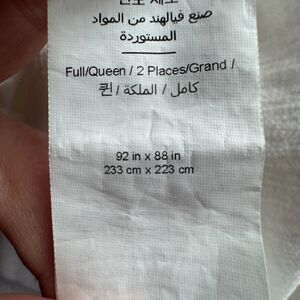 صنع فيالهند من المواد
المستوردة
Full/Queen / 2 Places/Grand /
퀸 / الملكة / كامل
92 in x 88 in
233 cm x 223 cm